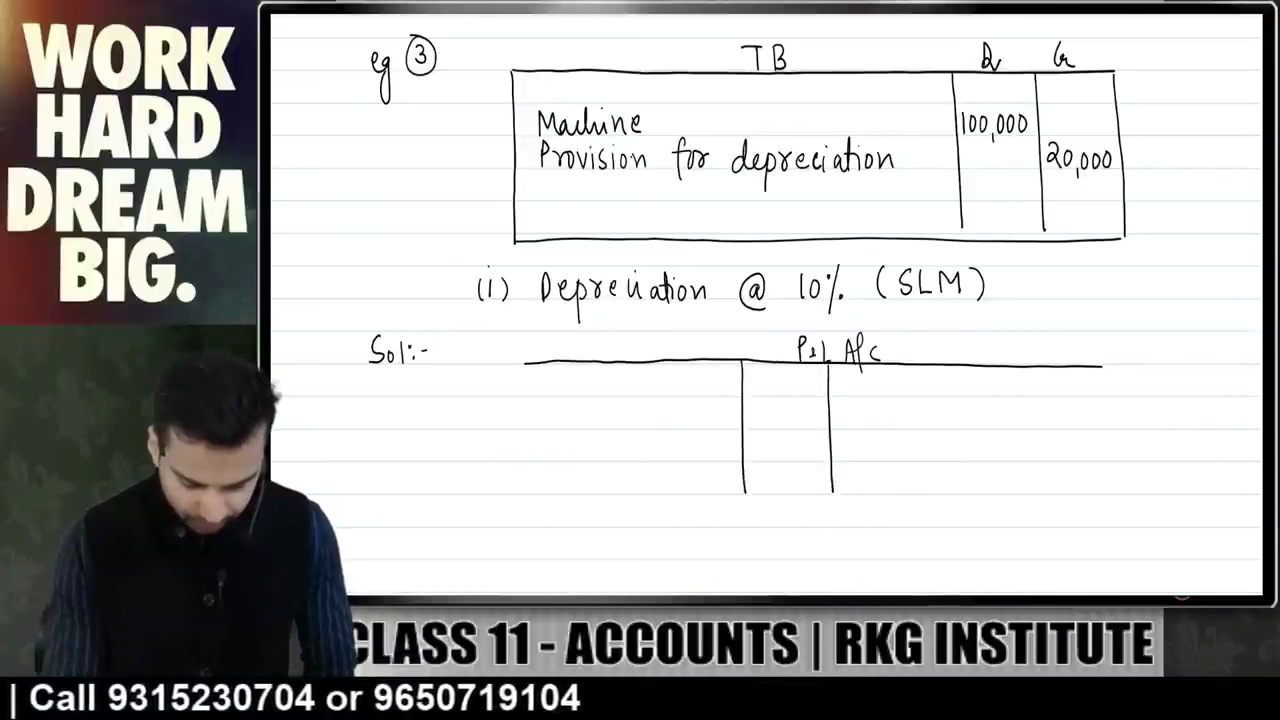 WORK
HARD
DREAM
BIG.
eg ③ TB Dr Cr
Machine 100,000
Provision for depreciation 20,000
(i) Depreciation @ 10% (SLM)
Sol:- P&L A/c
CLASS 11 - ACCOUNTS | RKG INSTITUTE
| Call 9315230704 or 9650719104